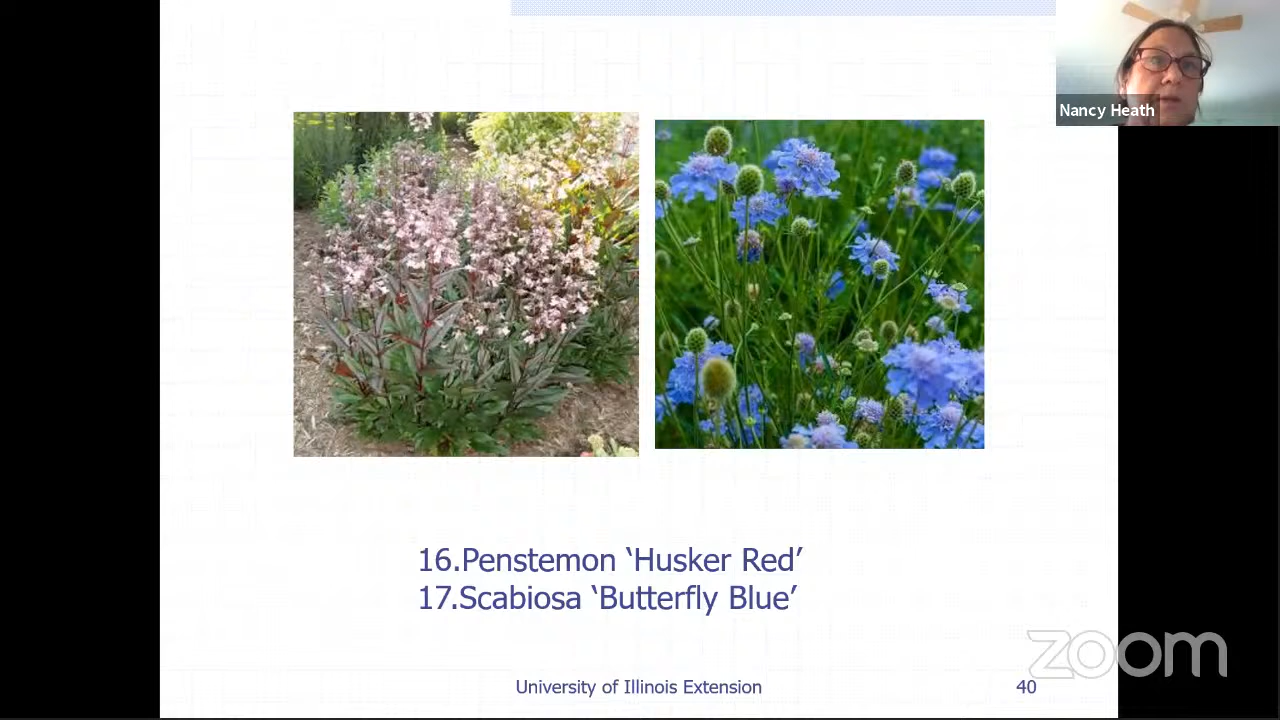 Nancy Heath
16.Penstemon ‘Husker Red’
17.Scabiosa ‘Butterfly Blue’
zoom
University of Illinois Extension
40